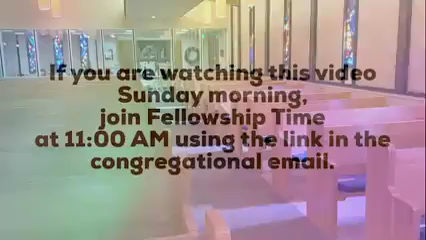 If you are watching this video
Sunday morning,
join Fellowship Time
at 11:00 AM using the link in the
congregational email.